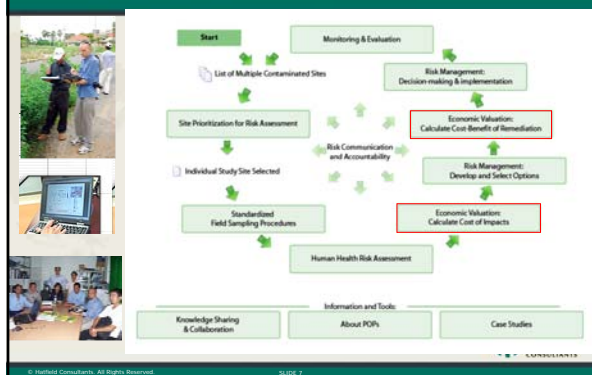 Start
Monitoring & Evaluation
List of Multiple Contaminated Sites
Risk Management:
Decision-making & implementation
Site Prioritization for Risk Assessment
Economic Valuation:
Calculate Cost-Benefit of Remediation
Risk Communication
and Accountability
Individual Study Site Selected
Risk Management:
Develop and Select Options
Standardized
Field Sampling Procedures
Economic Valuation:
Calculate Cost of Impacts
Human Health Risk Assessment
Information and Tools:
Knowledge Sharing
& Collaboration
About POPs
Case Studies
CONSULTANTS
© Hatfield Consultants. All Rights Reserved.
SLIDE 7